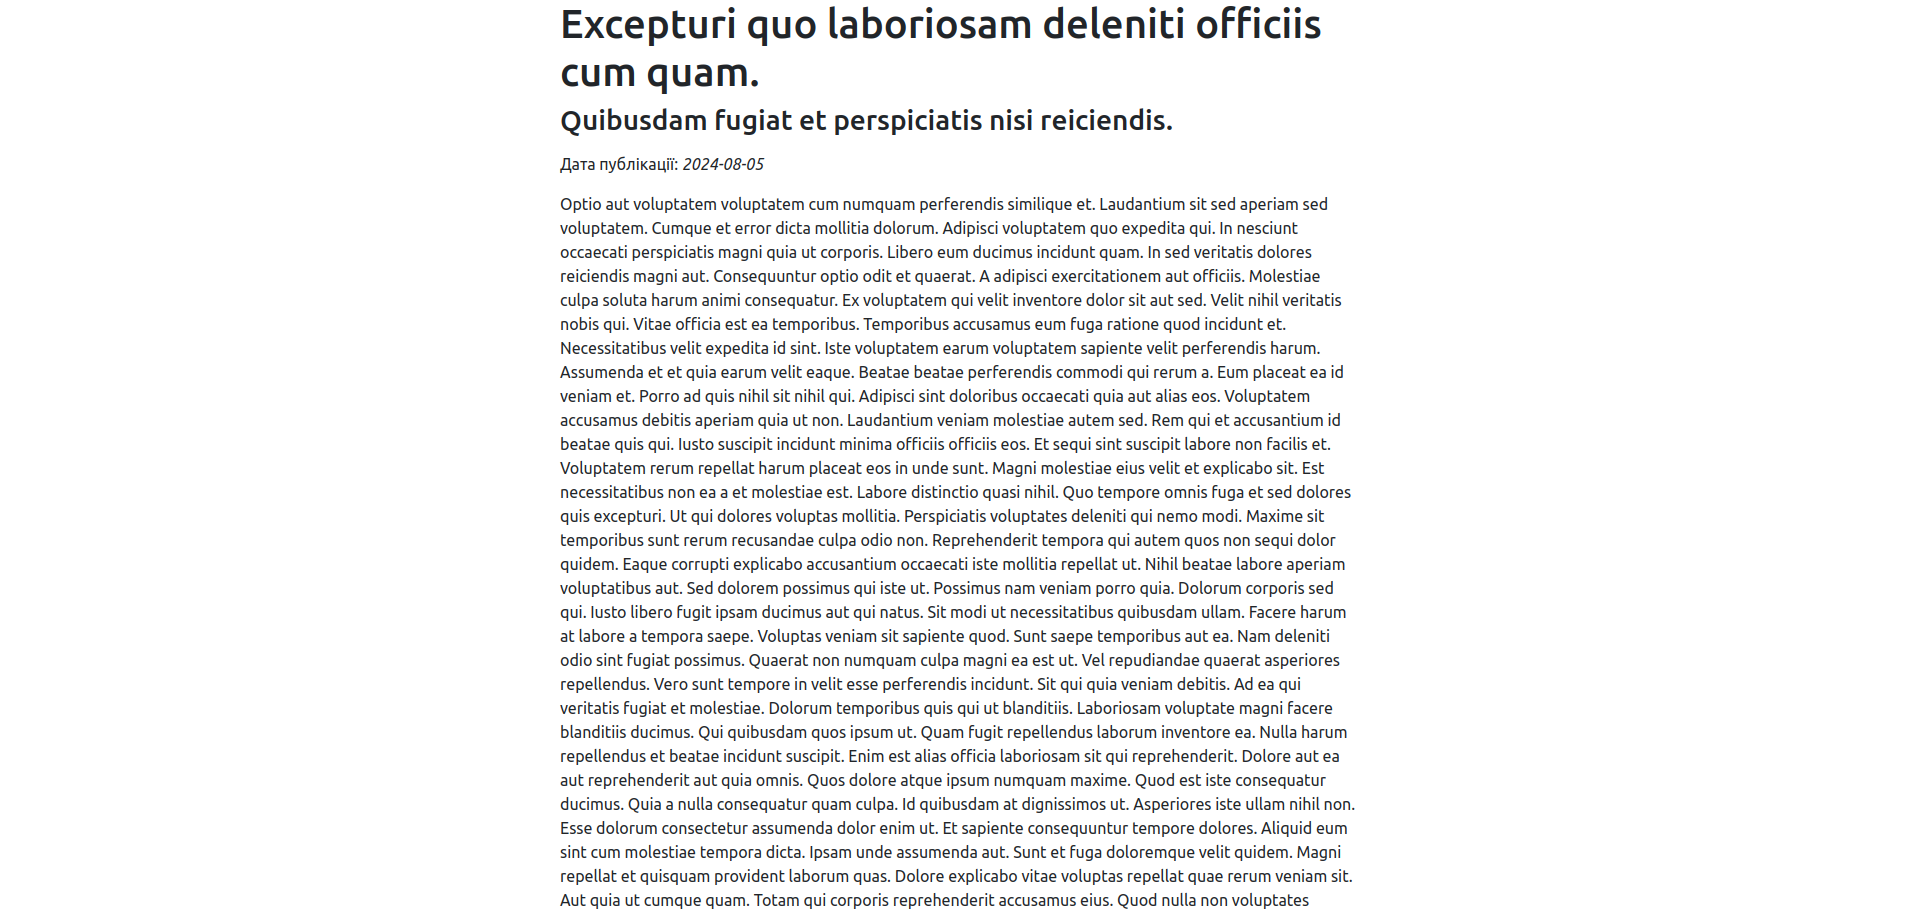 Excepturi quo laboriosam deleniti officiis
cum quam.
Quibusdam fugiat et perspiciatis nisi reiciendis.
Дата публікації: 2024-08-05
Optio aut voluptatem voluptatem cum numquam perferendis similique et. Laudantium sit sed aperiam sed
voluptatem. Cumque et error dicta mollitia dolorum. Adipisci voluptatem quo expedita qui. In nesciunt
occaecati perspiciatis magni quia ut corporis. Libero eum ducimus incidunt quam. In sed veritatis dolores
reiciendis magni aut. Consequuntur optio odit et quaerat. A adipisci exercitationem aut officiis. Molestiae
culpa soluta harum animi consequatur. Ex voluptatem qui velit inventore dolor sit aut sed. Velit nihil veritatis
nobis qui. Vitae officia est ea temporibus. Temporibus accusamus eum fuga ratione quod incidunt et.
Necessitatibus velit expedita id sint. Iste voluptatem earum voluptatem sapiente velit perferendis harum.
Assumenda et et quia earum velit eaque. Beatae beatae perferendis commodi qui rerum a. Eum placeat ea id
veniam et. Porro ad quis nihil sit nihil qui. Adipisci sint doloribus occaecati quia aut alias eos. Voluptatem
accusamus debitis aperiam quia ut non. Laudantium veniam molestiae autem sed. Rem qui et accusantium id
beatae quis qui. Iusto suscipit incidunt minima officiis officiis eos. Et sequi sint suscipit labore non facilis et.
Voluptatem rerum repellat harum placeat eos in unde sunt. Magni molestiae eius velit et explicabo sit. Est
necessitatibus non ea a et molestiae est. Labore distinctio quasi nihil. Quo tempore omnis fuga et sed dolores
quis excepturi. Ut qui dolores voluptas mollitia. Perspiciatis voluptates deleniti qui nemo modi. Maxime sit
temporibus sunt rerum recusandae culpa odio non. Reprehenderit tempora qui autem quos non sequi dolor
quidem. Eaque corrupti explicabo accusantium occaecati iste mollitia repellat ut. Nihil beatae labore aperiam
voluptatibus aut. Sed dolorem possimus qui iste ut. Possimus nam veniam porro quia. Dolorum corporis sed
qui. Iusto libero fugit ipsam ducimus aut qui natus. Sit modi ut necessitatibus quibusdam ullam. Facere harum
at labore a tempora saepe. Voluptas veniam sit sapiente quod. Sunt saepe temporibus aut ea. Nam deleniti
odio sint fugiat possimus. Quaerat non numquam culpa magni ea est ut. Vel repudiandae quaerat asperiores
repellendus. Vero sunt tempore in velit esse perferendis incidunt. Sit qui quia veniam debitis. Ad ea qui
veritatis fugiat et molestiae. Dolorum temporibus quis qui ut blanditiis. Laboriosam voluptate magni facere
blanditiis ducimus. Qui quibusdam quos ipsum ut. Quam fugit repellendus laborum inventore ea. Nulla harum
repellendus et beatae incidunt suscipit. Enim est alias officia laboriosam sit qui reprehenderit. Dolore aut ea
aut reprehenderit aut quia omnis. Quos dolore atque ipsum numquam maxime. Quod est iste consequatur
ducimus. Quia a nulla consequatur quam culpa. Id quibusdam at dignissimos ut. Asperiores iste ullam nihil non.
Esse dolorum consectetur assumenda dolor enim ut. Et sapiente consequuntur tempore dolores. Aliquid eum
sint cum molestiae tempora dicta. Ipsam unde assumenda aut. Sunt et fuga doloremque velit quidem. Magni
repellat et quisquam provident laborum quas. Dolore explicabo vitae voluptas repellat quae rerum veniam sit.
Aut quia ut cumque quam. Totam qui corporis reprehenderit accusamus eius. Quod nulla non voluptates